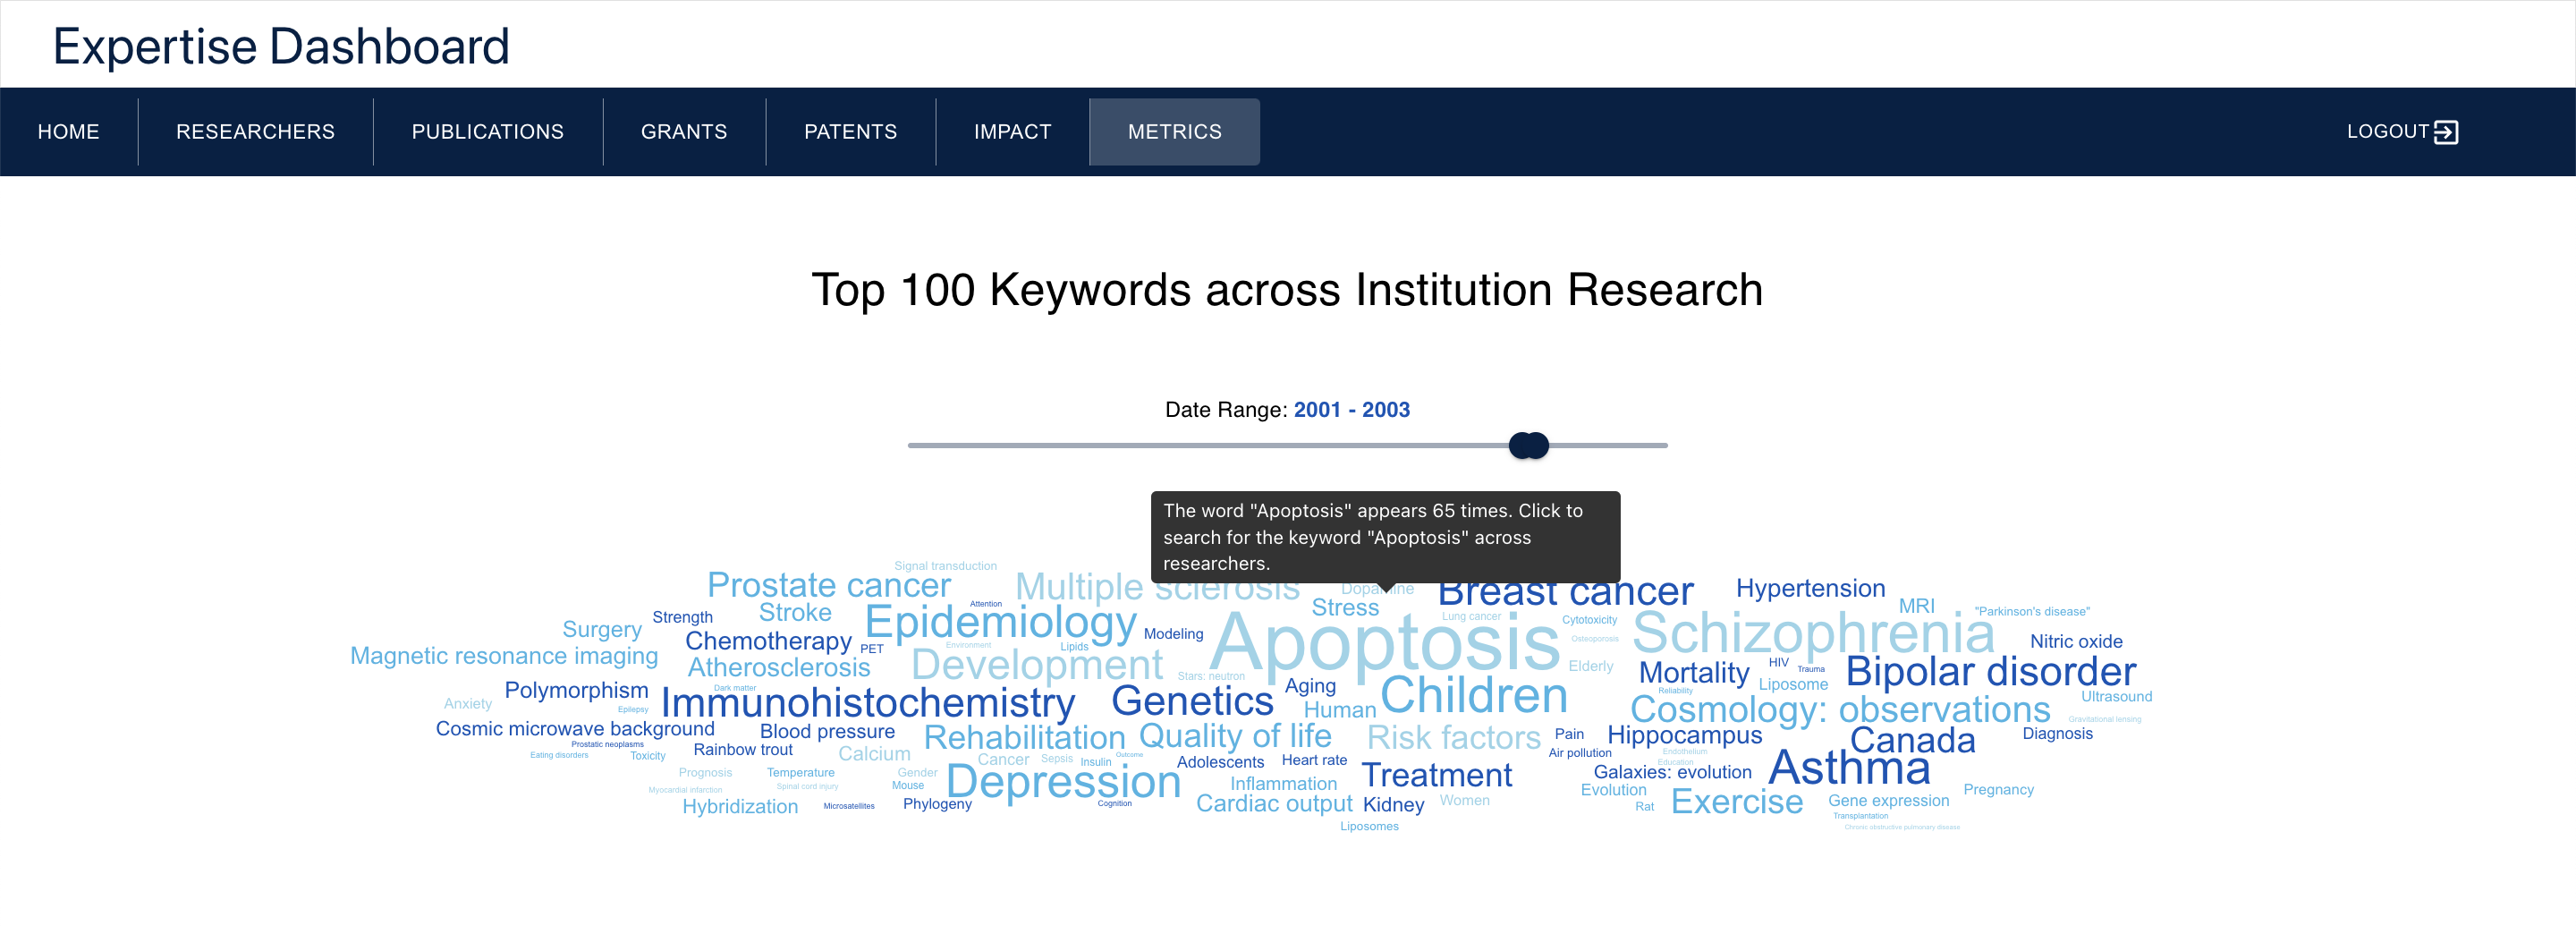 Expertise Dashboard
HOME RESEARCHERS PUBLICATIONS GRANTS PATENTS IMPACT METRICS LOGOUT
Top 100 Keywords across Institution Research
Date Range: 2001 - 2003
The word "Apoptosis" appears 65 times. Click to
search for the keyword "Apoptosis" across
researchers.
Signal transduction
Prostate cancer Multiple sclerosis Dopamine Breast cancer Hypertension
Attention Stress MRI "Parkinson's disease"
Strength Stroke Epidemiology Lung cancer Cytotoxicity
Surgery Modeling Apoptosis Schizophrenia
Chemotherapy PET Environment Lipids Osteoporosis Nitric oxide
Magnetic resonance imaging Atherosclerosis Development Elderly Mortality HIV Trauma Bipolar disorder
Stars: neutron Liposome
Polymorphism Dark matter Aging Reliability Ultrasound
Anxiety Epilepsy Immunohistochemistry Genetics Human Children Cosmology: observations Gravitational lensing
Cosmic microwave background Blood pressure Rehabilitation Quality of life Risk factors Pain Hippocampus Canada Diagnosis
Prostatic neoplasms Rainbow trout Calcium Air pollution Endothelium
Eating disorders Toxicity Cancer Sepsis Insulin Outcome Adolescents Heart rate Education
Prognosis Temperature Gender Depression Treatment Galaxies: evolution Asthma
Myocardial infarction Spinal cord injury Mouse Inflammation Evolution Pregnancy
Hybridization Microsatellites Phylogeny Cognition Cardiac output Kidney Women Rat Exercise Gene expression
Transplantation
Liposomes Chronic obstructive pulmonary disease